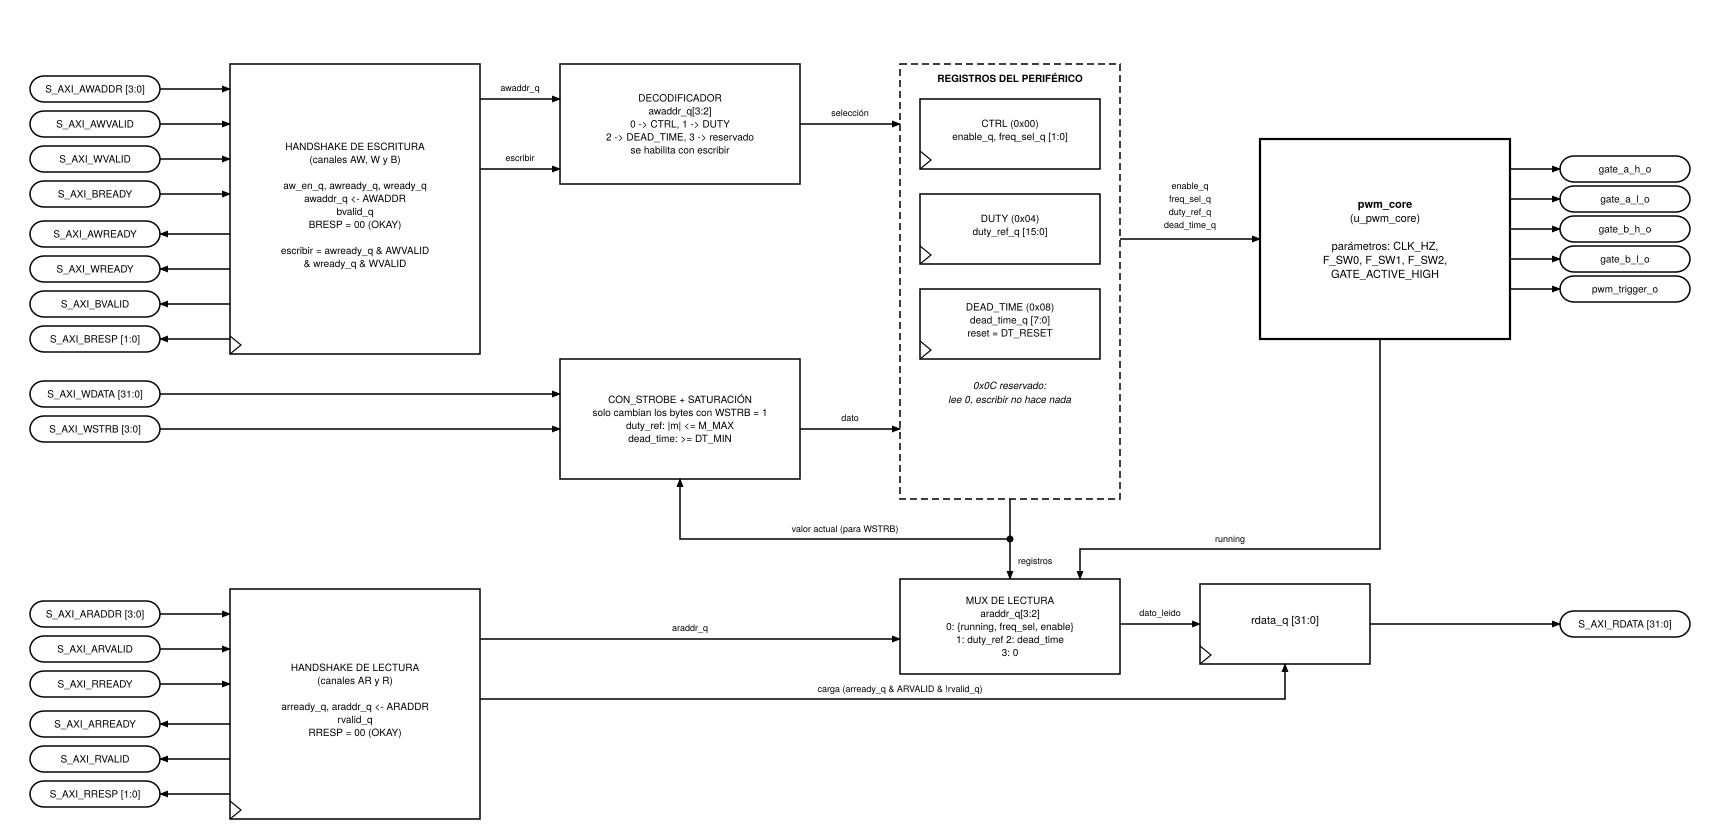 S_AXI_AWADDR [3:0]
S_AXI_AWVALID
S_AXI_WVALID
S_AXI_BREADY
S_AXI_AWREADY
S_AXI_WREADY
S_AXI_BVALID
S_AXI_BRESP [1:0]
S_AXI_WDATA [31:0]
S_AXI_WSTRB [3:0]
HANDSHAKE DE ESCRITURA
(canales AW, W y B)
aw_en_q, awready_q, wready_q
awaddr_q <- AWADDR
bvalid_q
BRESP = 00 (OKAY)
escribir = awready_q & AWVALID
& wready_q & WVALID
awaddr_q
escribir
DECODIFICADOR
awaddr_q[3:2]
0 -> CTRL, 1 -> DUTY
2 -> DEAD_TIME, 3 -> reservado
se habilita con escribir
selección
CON_STROBE + SATURACIÓN
solo cambian los bytes con WSTRB = 1
duty_ref: |m| <= M_MAX
dead_time: >= DT_MIN
dato
REGISTROS DEL PERIFÉRICO
CTRL (0x00)
enable_q, freq_sel_q [1:0]
DUTY (0x04)
duty_ref_q [15:0]
DEAD_TIME (0x08)
dead_time_q [7:0]
reset = DT_RESET
0x0C reservado:
lee 0, escribir no hace nada
enable_q
freq_sel_q
duty_ref_q
dead_time_q
pwm_core
(u_pwm_core)
parámetros: CLK_HZ,
F_SW0, F_SW1, F_SW2,
GATE_ACTIVE_HIGH
gate_a_h_o
gate_a_l_o
gate_b_h_o
gate_b_l_o
pwm_trigger_o
valor actual (para WSTRB)
registros
running
S_AXI_ARADDR [3:0]
S_AXI_ARVALID
S_AXI_RREADY
S_AXI_ARREADY
S_AXI_RVALID
S_AXI_RRESP [1:0]
HANDSHAKE DE LECTURA
(canales AR y R)
arready_q, araddr_q <- ARADDR
rvalid_q
RRESP = 00 (OKAY)
araddr_q
carga (arready_q & ARVALID & !rvalid_q)
MUX DE LECTURA
araddr_q[3:2]
0: {running, freq_sel, enable}
1: duty_ref 2: dead_time
3: 0
dato_leido
rdata_q [31:0]
S_AXI_RDATA [31:0]